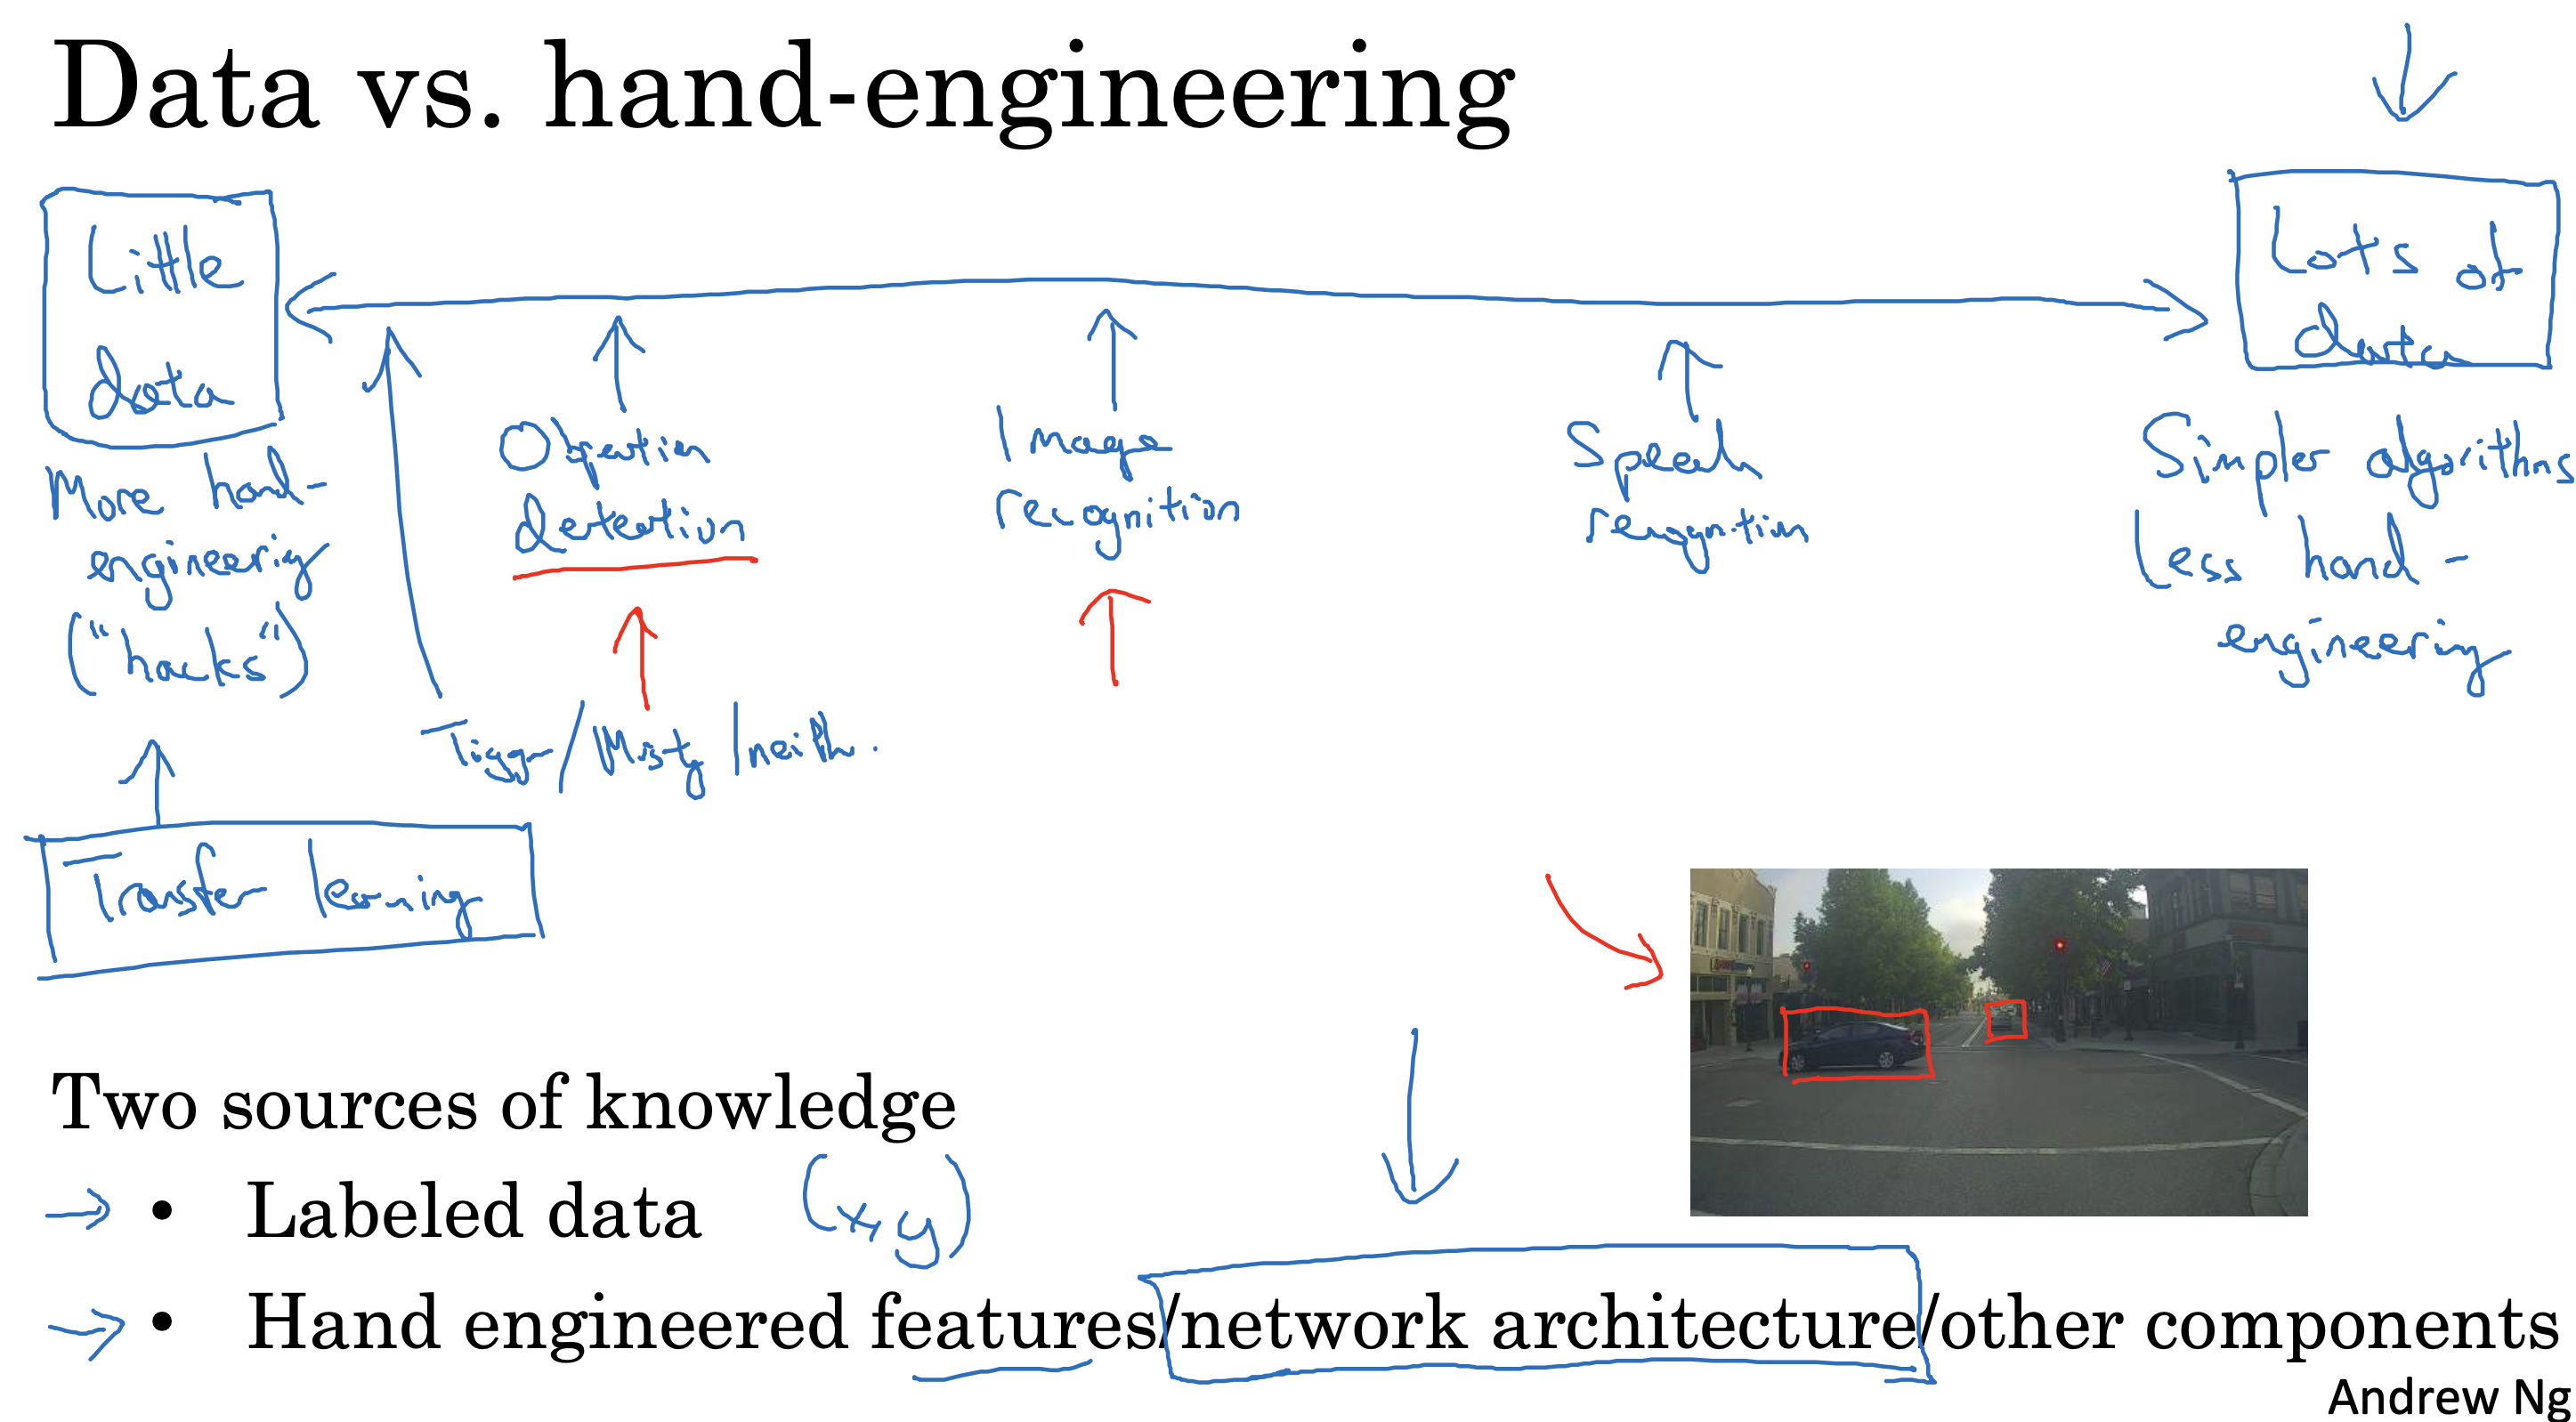 Data vs. hand-engineering
Little
data
Lots of
data
More hand-
engineering
("hacks")
Objection
detection
Image
recognition
Speech
recognition
Simpler algorithms
Less hand-
engineering
Tigger/Misty/neith.
Transfer learning
Two sources of knowledge
• Labeled data (x,y)
• Hand engineered features/network architecture/other components
Andrew Ng